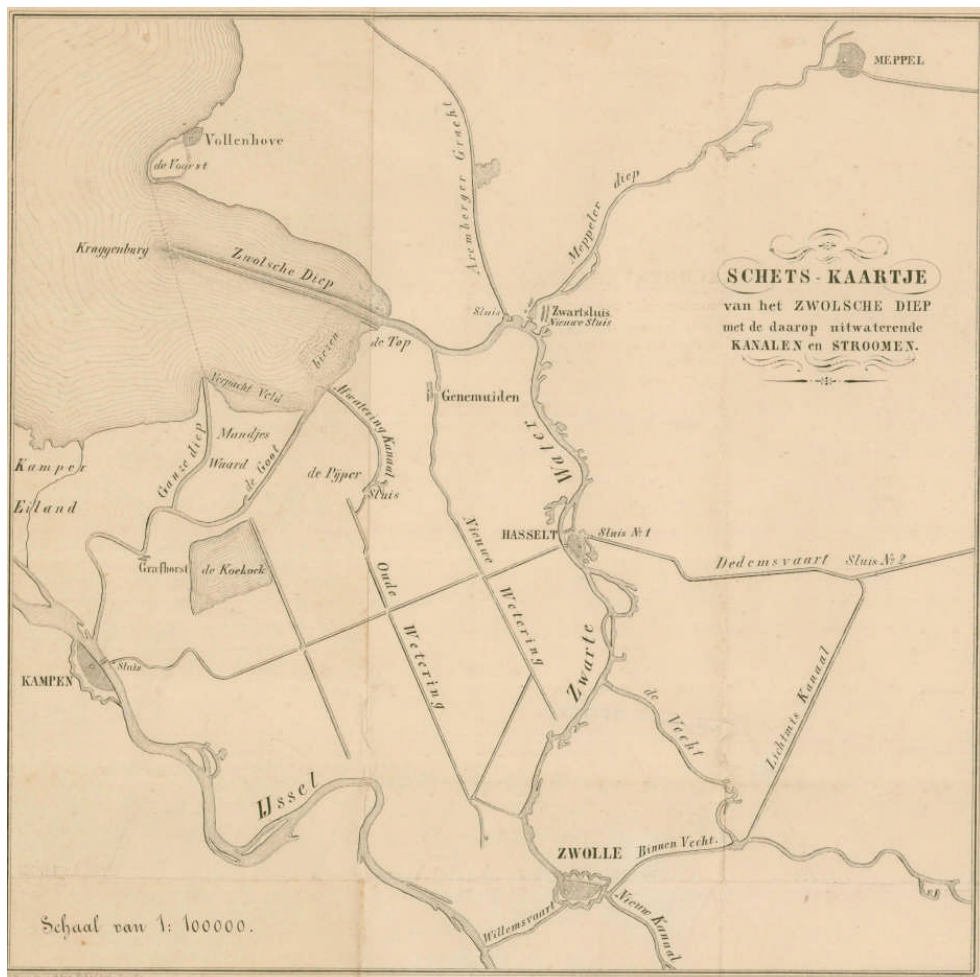 MEPPEL
Vollenhove
de Voorst
Aremberger Gracht
Meppeler diep
Kraggenburg
Zwolsche Diep
SCHETS-KAARTJE
van het ZWOLSCHE DIEP
met de daarop uitwaterende
KANALEN en STROOMEN.
Sluis
Zwartsluis
Nieuwe Sluis
de Top
biezen
Verpacht Veld
Genemuiden
Ganze diep
Mandjes
Waard
de Goot
Afwatering Kanaal
de Pijper
Sluis
Kamper
Eiland
Zwarte Water
HASSELT
Sluis No 1
Dedemsvaart
Sluis No 2
Grafhorst
de Koekoek
Oude Wetering
Nieuwe Wetering
KAMPEN
Sluis
de Vecht
Lichtmis Kanaal
IJssel
ZWOLLE
Binnen Vecht.
Willemsvaart
Nieuw Kanaal
Schaal van 1: 100000.